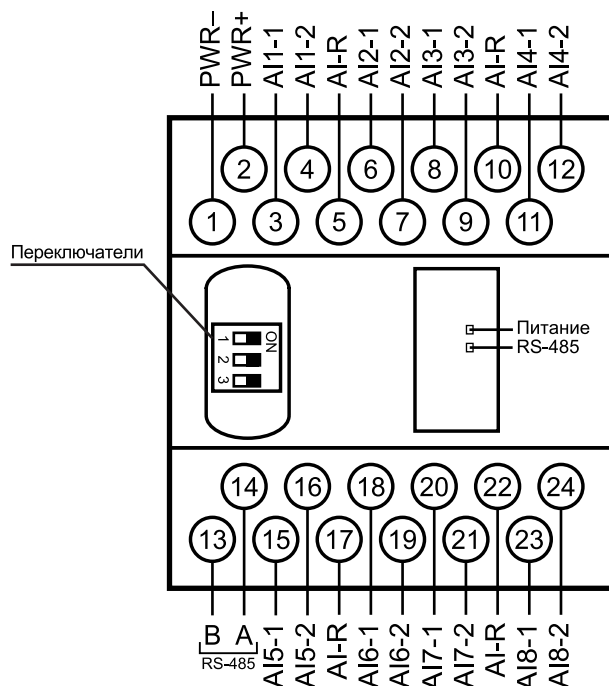 PWR–
PWR+
AI1-1
AI1-2
AI-R
AI2-1
AI2-2
AI3-1
AI3-2
AI-R
AI4-1
AI4-2
2
4
6
8
10
12
1
3
5
7
9
11
Переключатели
ON
1
2
3
Питание
RS-485
14
16
18
20
22
24
13
15
17
19
21
23
B A
RS-485
AI5-1
AI5-2
AI-R
AI6-1
AI6-2
AI7-1
AI7-2
AI-R
AI8-1
AI8-2